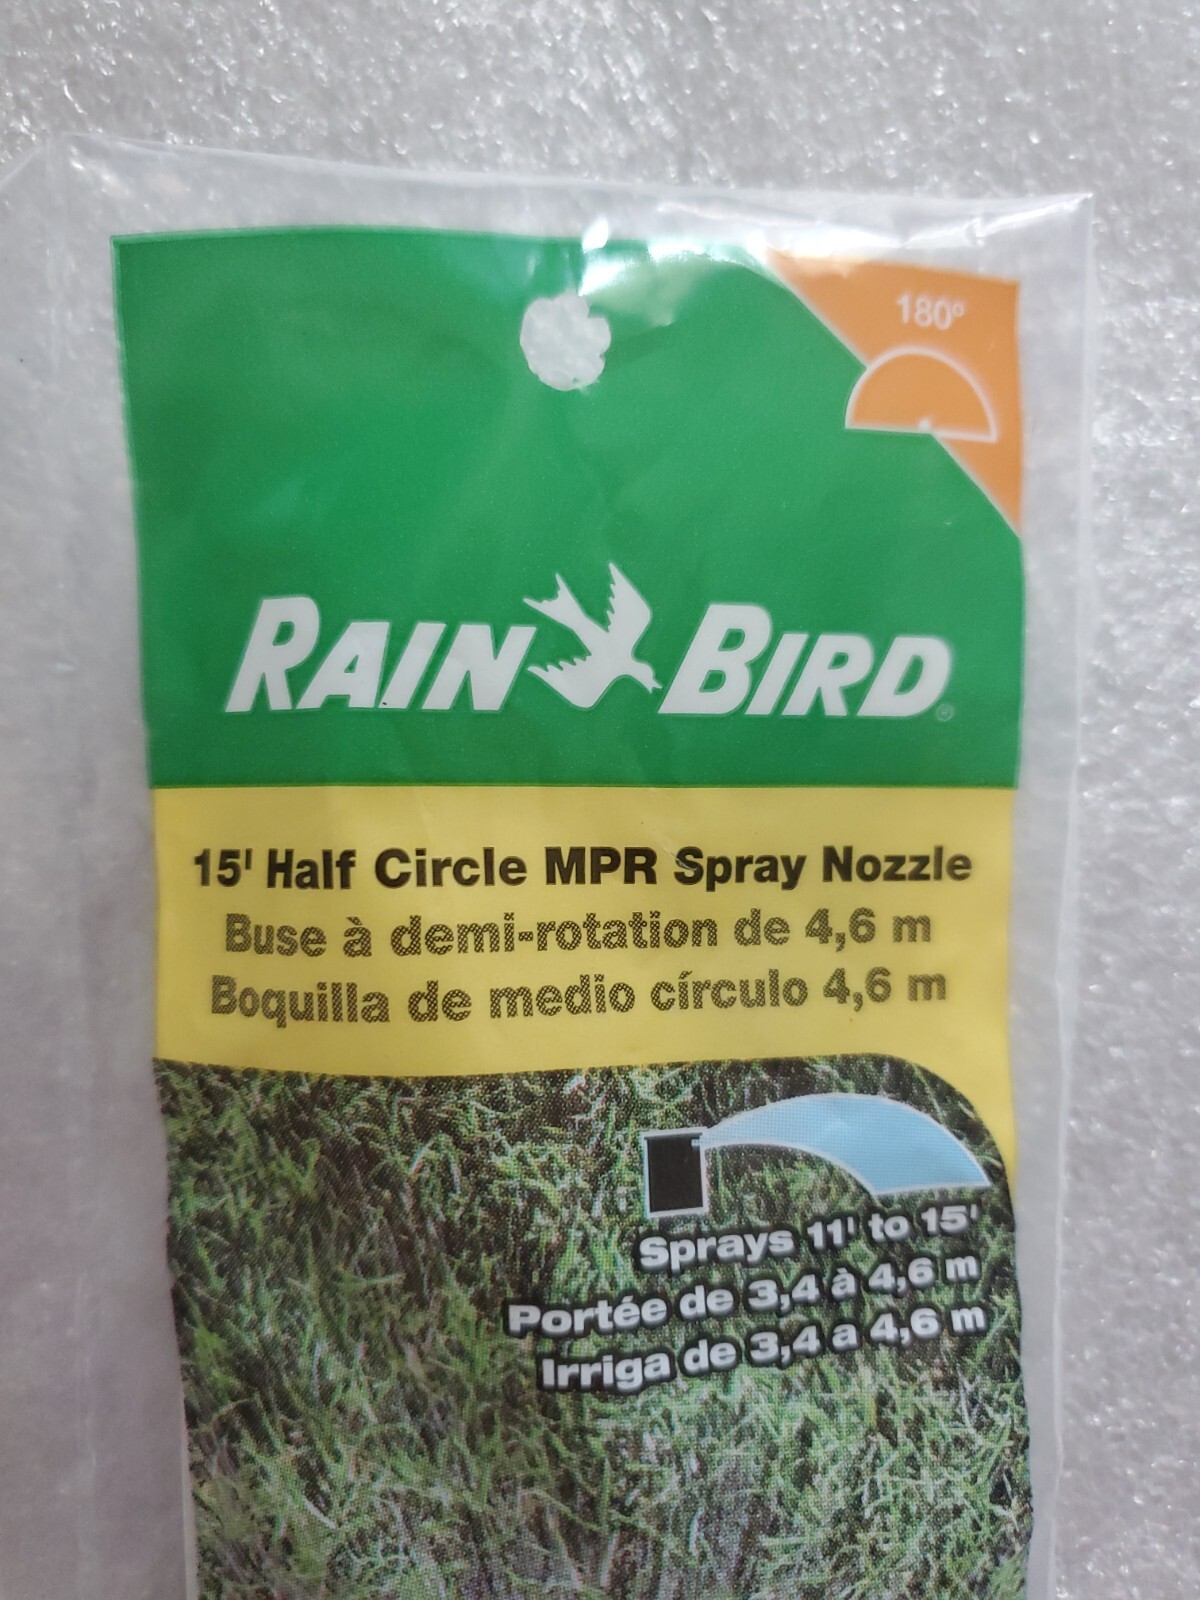 180º
RAIN BIRD®
15' Half Circle MPR Spray Nozzle
Buse à demi-rotation de 4,6 m
Boquilla de medio círculo 4,6 m
Sprays 11' to 15'
Portée de 3,4 à 4,6 m
Irriga de 3,4 a 4,6 m